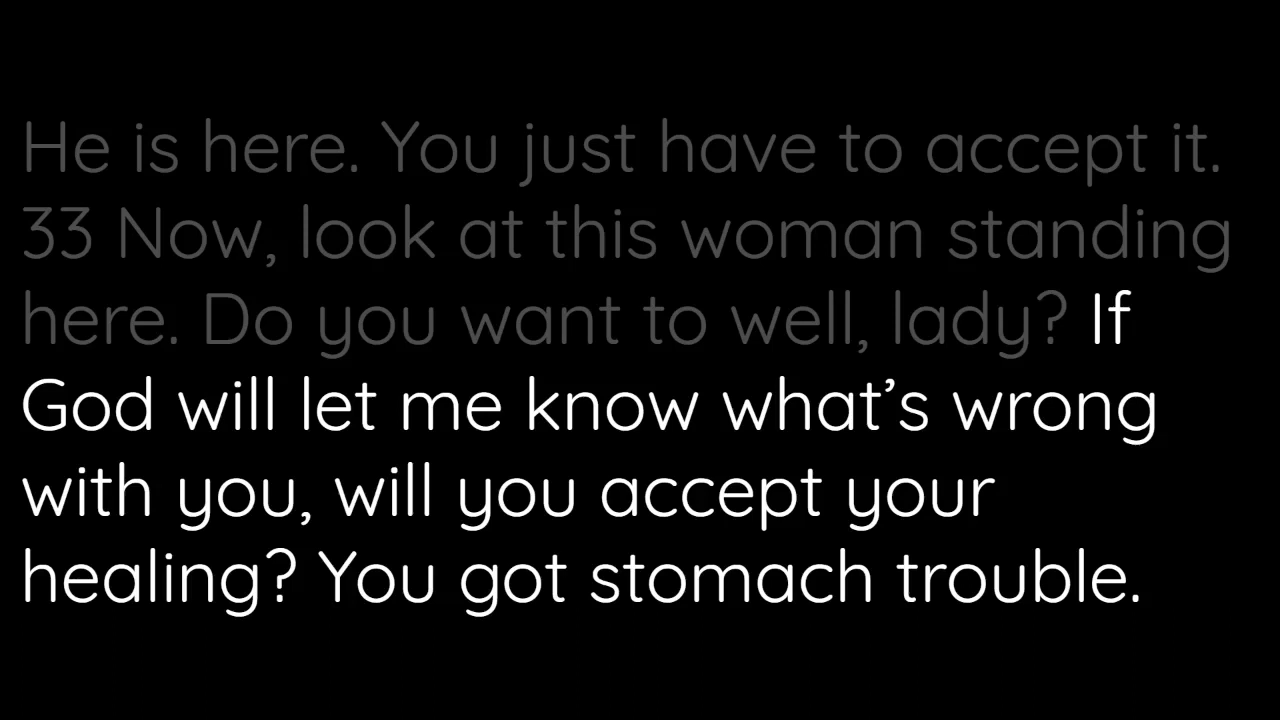 He is here. You just have to accept it.
33 Now, look at this woman standing
here. Do you want to well, lady? If
God will let me know what’s wrong
with you, will you accept your
healing? You got stomach trouble.